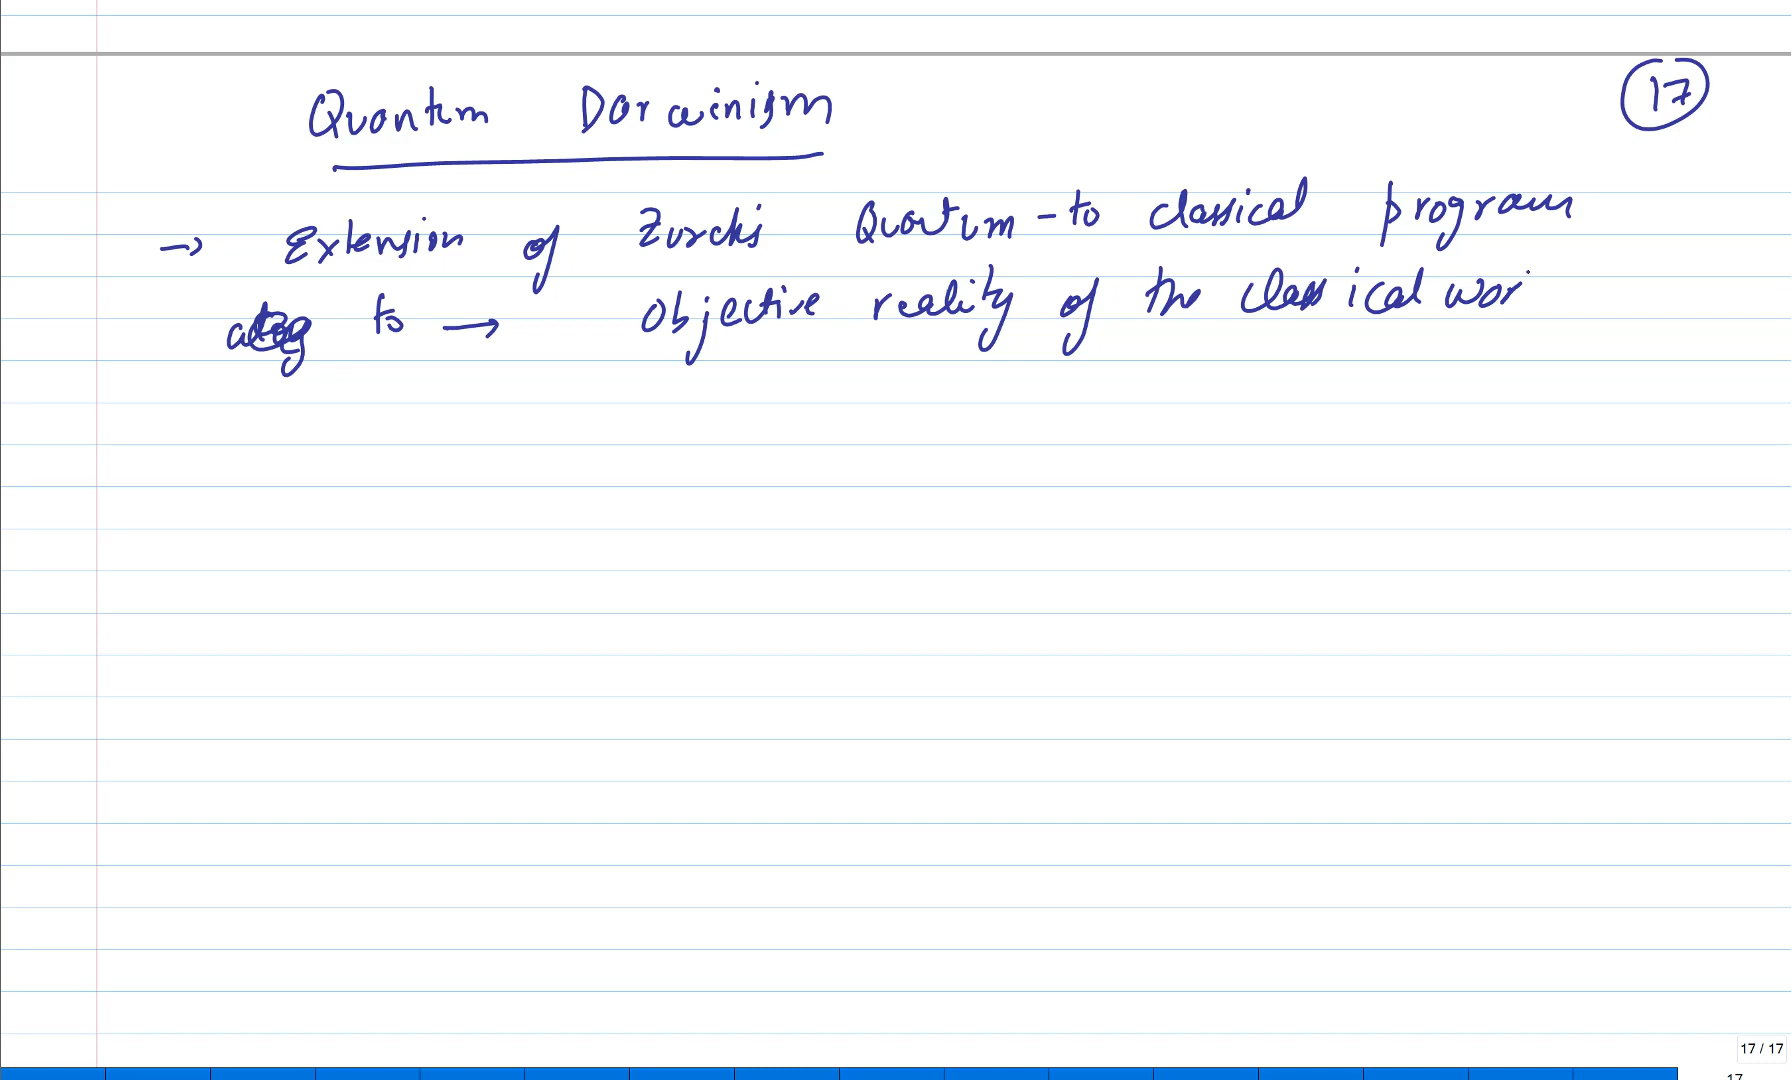 Quantum Darwinism
17
→ Extension of Zurek's Quantum-to classical program
to → objective reality of the classical wor
17 / 17
17